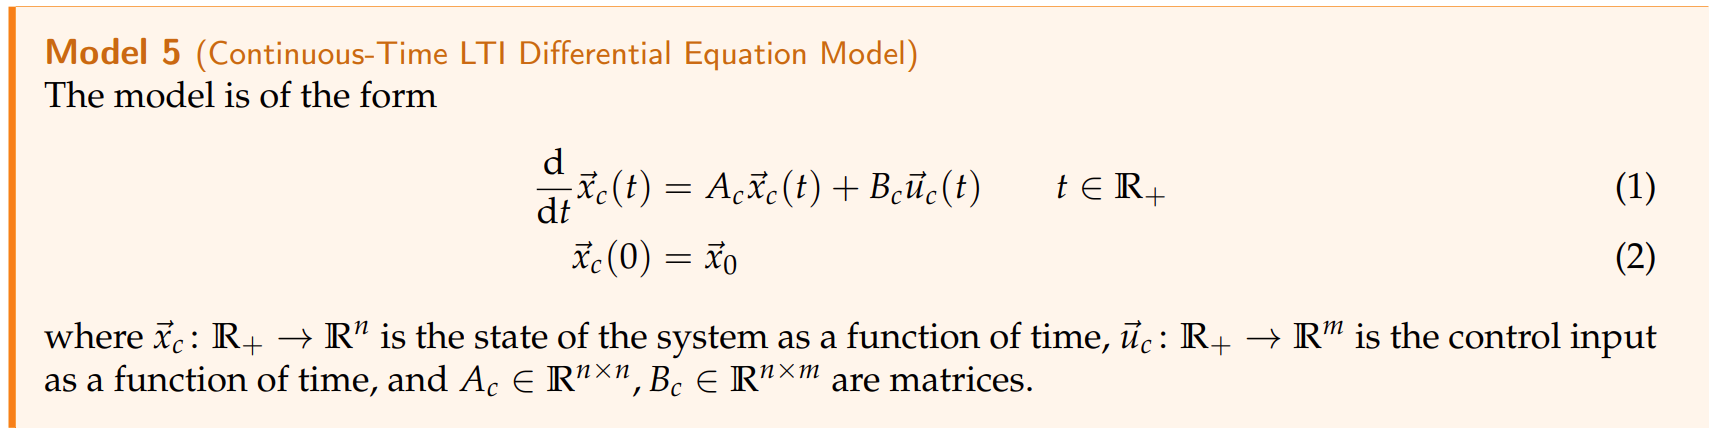 Model 5 (Continuous-Time LTI Differential Equation Model)
The model is of the form
$\frac{\mathrm{d}}{\mathrm{d}t}\vec{x}_c(t) = A_c\vec{x}_c(t) + B_c\vec{u}_c(t) \qquad t \in \mathbb{R}_+$ (1)
$\vec{x}_c(0) = \vec{x}_0$ (2)
where $\vec{x}_c\colon \mathbb{R}_+ \to \mathbb{R}^n$ is the state of the system as a function of time, $\vec{u}_c\colon \mathbb{R}_+ \to \mathbb{R}^m$ is the control input
as a function of time, and $A_c \in \mathbb{R}^{n \times n}, B_c \in \mathbb{R}^{n \times m}$ are matrices.